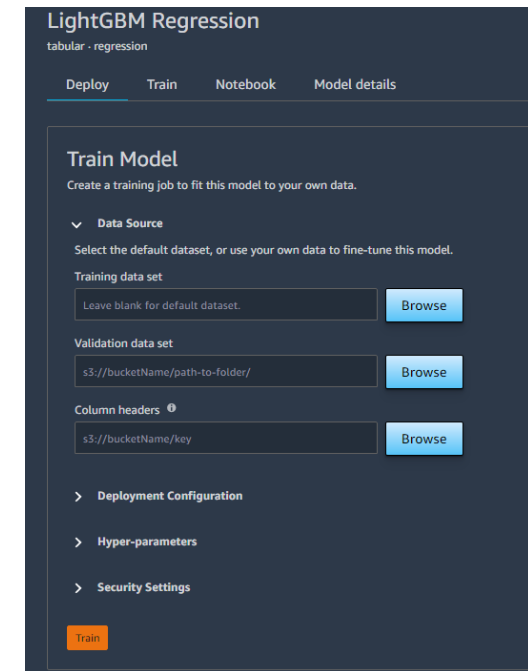 LightGBM Regression
tabular · regression
Deploy Train Notebook Model details
Train Model
Create a training job to fit this model to your own data.
Data Source
Select the default dataset, or use your own data to fine-tune this model.
Training data set
Leave blank for default dataset.
Browse
Validation data set
s3://bucketName/path-to-folder/
Browse
Column headers
s3://bucketName/key
Browse
Deployment Configuration
Hyper-parameters
Security Settings
Train